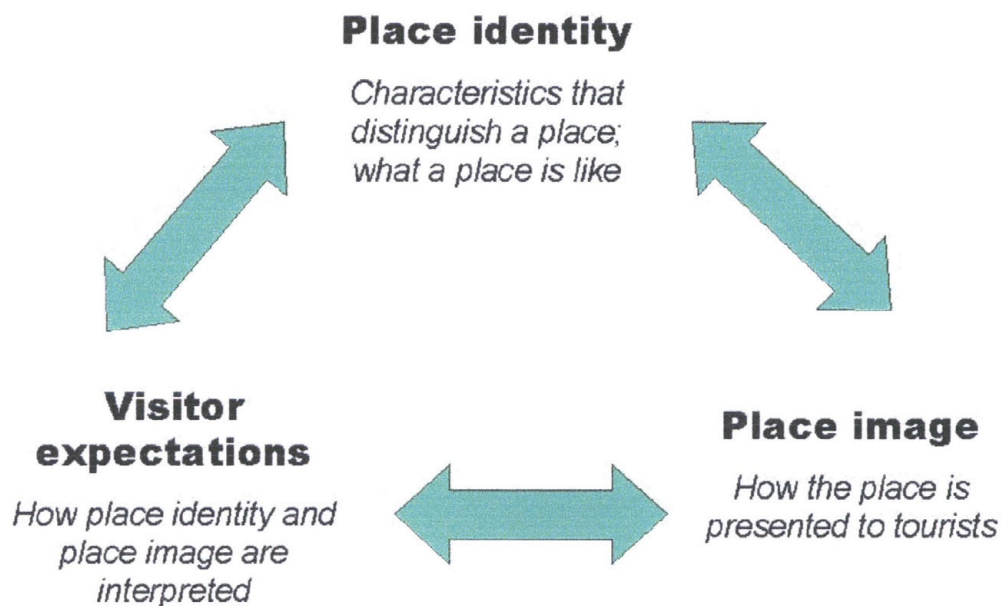 Place identity
Characteristics that
distinguish a place;
what a place is like
Visitor
expectations
How place identity and
place image are
interpreted
Place image
How the place is
presented to tourists